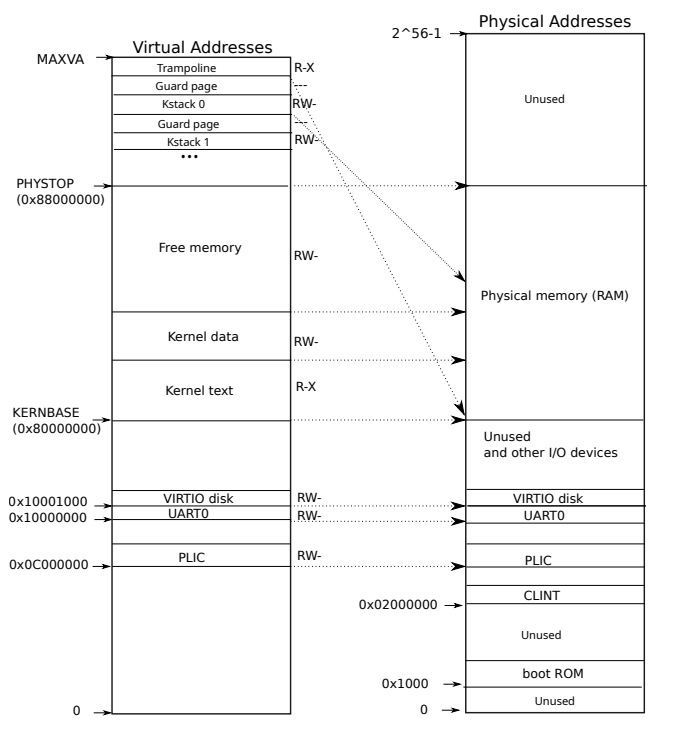 Physical Addresses
2^56-1
Virtual Addresses
MAXVA
Trampoline
R-X
Guard page
---
Unused
Kstack 0
RW-
Guard page
---
Kstack 1
RW-
•••
PHYSTOP
(0x88000000)
Free memory
RW-
Physical memory (RAM)
Kernel data
RW-
Kernel text
R-X
KERNBASE
(0x80000000)
Unused
and other I/O devices
0x10001000
VIRTIO disk
RW-
VIRTIO disk
0x10000000
UART0
RW-
UART0
0x0C000000
PLIC
RW-
PLIC
CLINT
0x02000000
Unused
boot ROM
0x1000
Unused
0
0